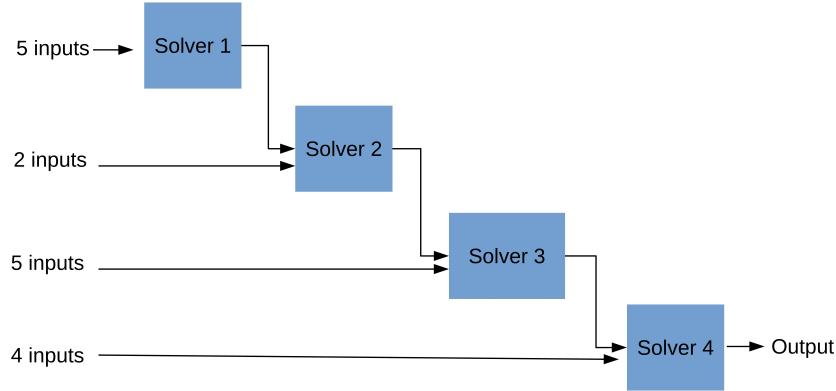 5 inputs
Solver 1
2 inputs
Solver 2
5 inputs
Solver 3
4 inputs
Solver 4
Output